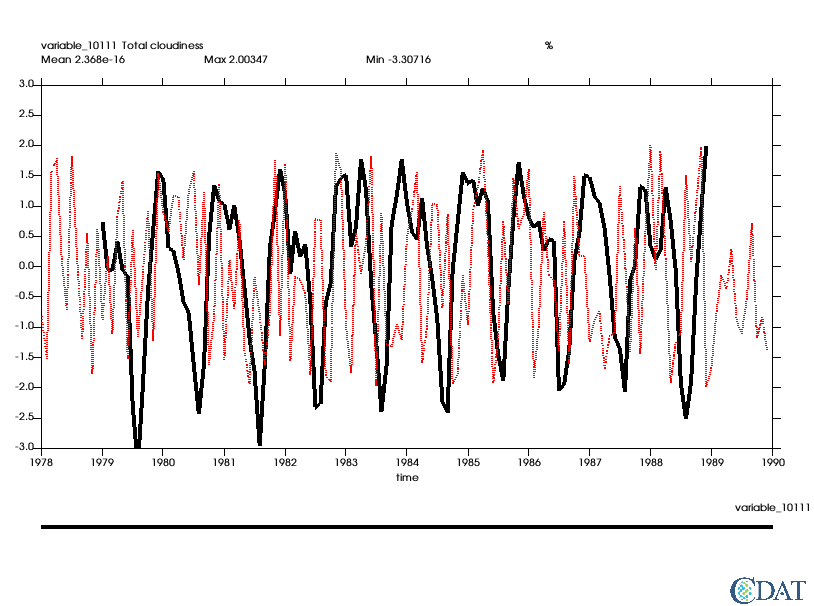 variable_10111 Total cloudiness %
Mean 2.368e-16 Max 2.00347 Min -3.30716
3.0
2.5
2.0
1.5
1.0
0.5
0.0
-0.5
-1.0
-1.5
-2.0
-2.5
-3.0
1978 1979 1980 1981 1982 1983 1984 1985 1986 1987 1988 1989 1990
time
variable_10111
CDAT